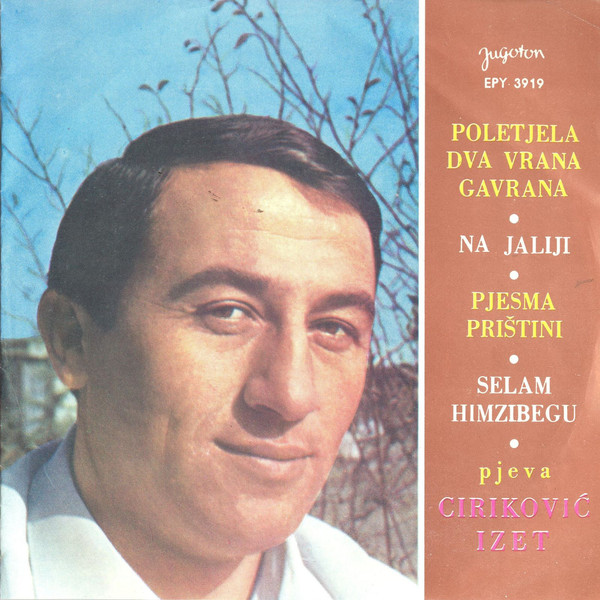 Jugoton
EPY-3919
POLETJELA
DVA VRANA
GAVRANA
•
NA JALIJI
•
PJESMA
PRIŠTINI
•
SELAM
HIMZIBEGU
•
pjeva
CIRIKOVIĆ
IZET